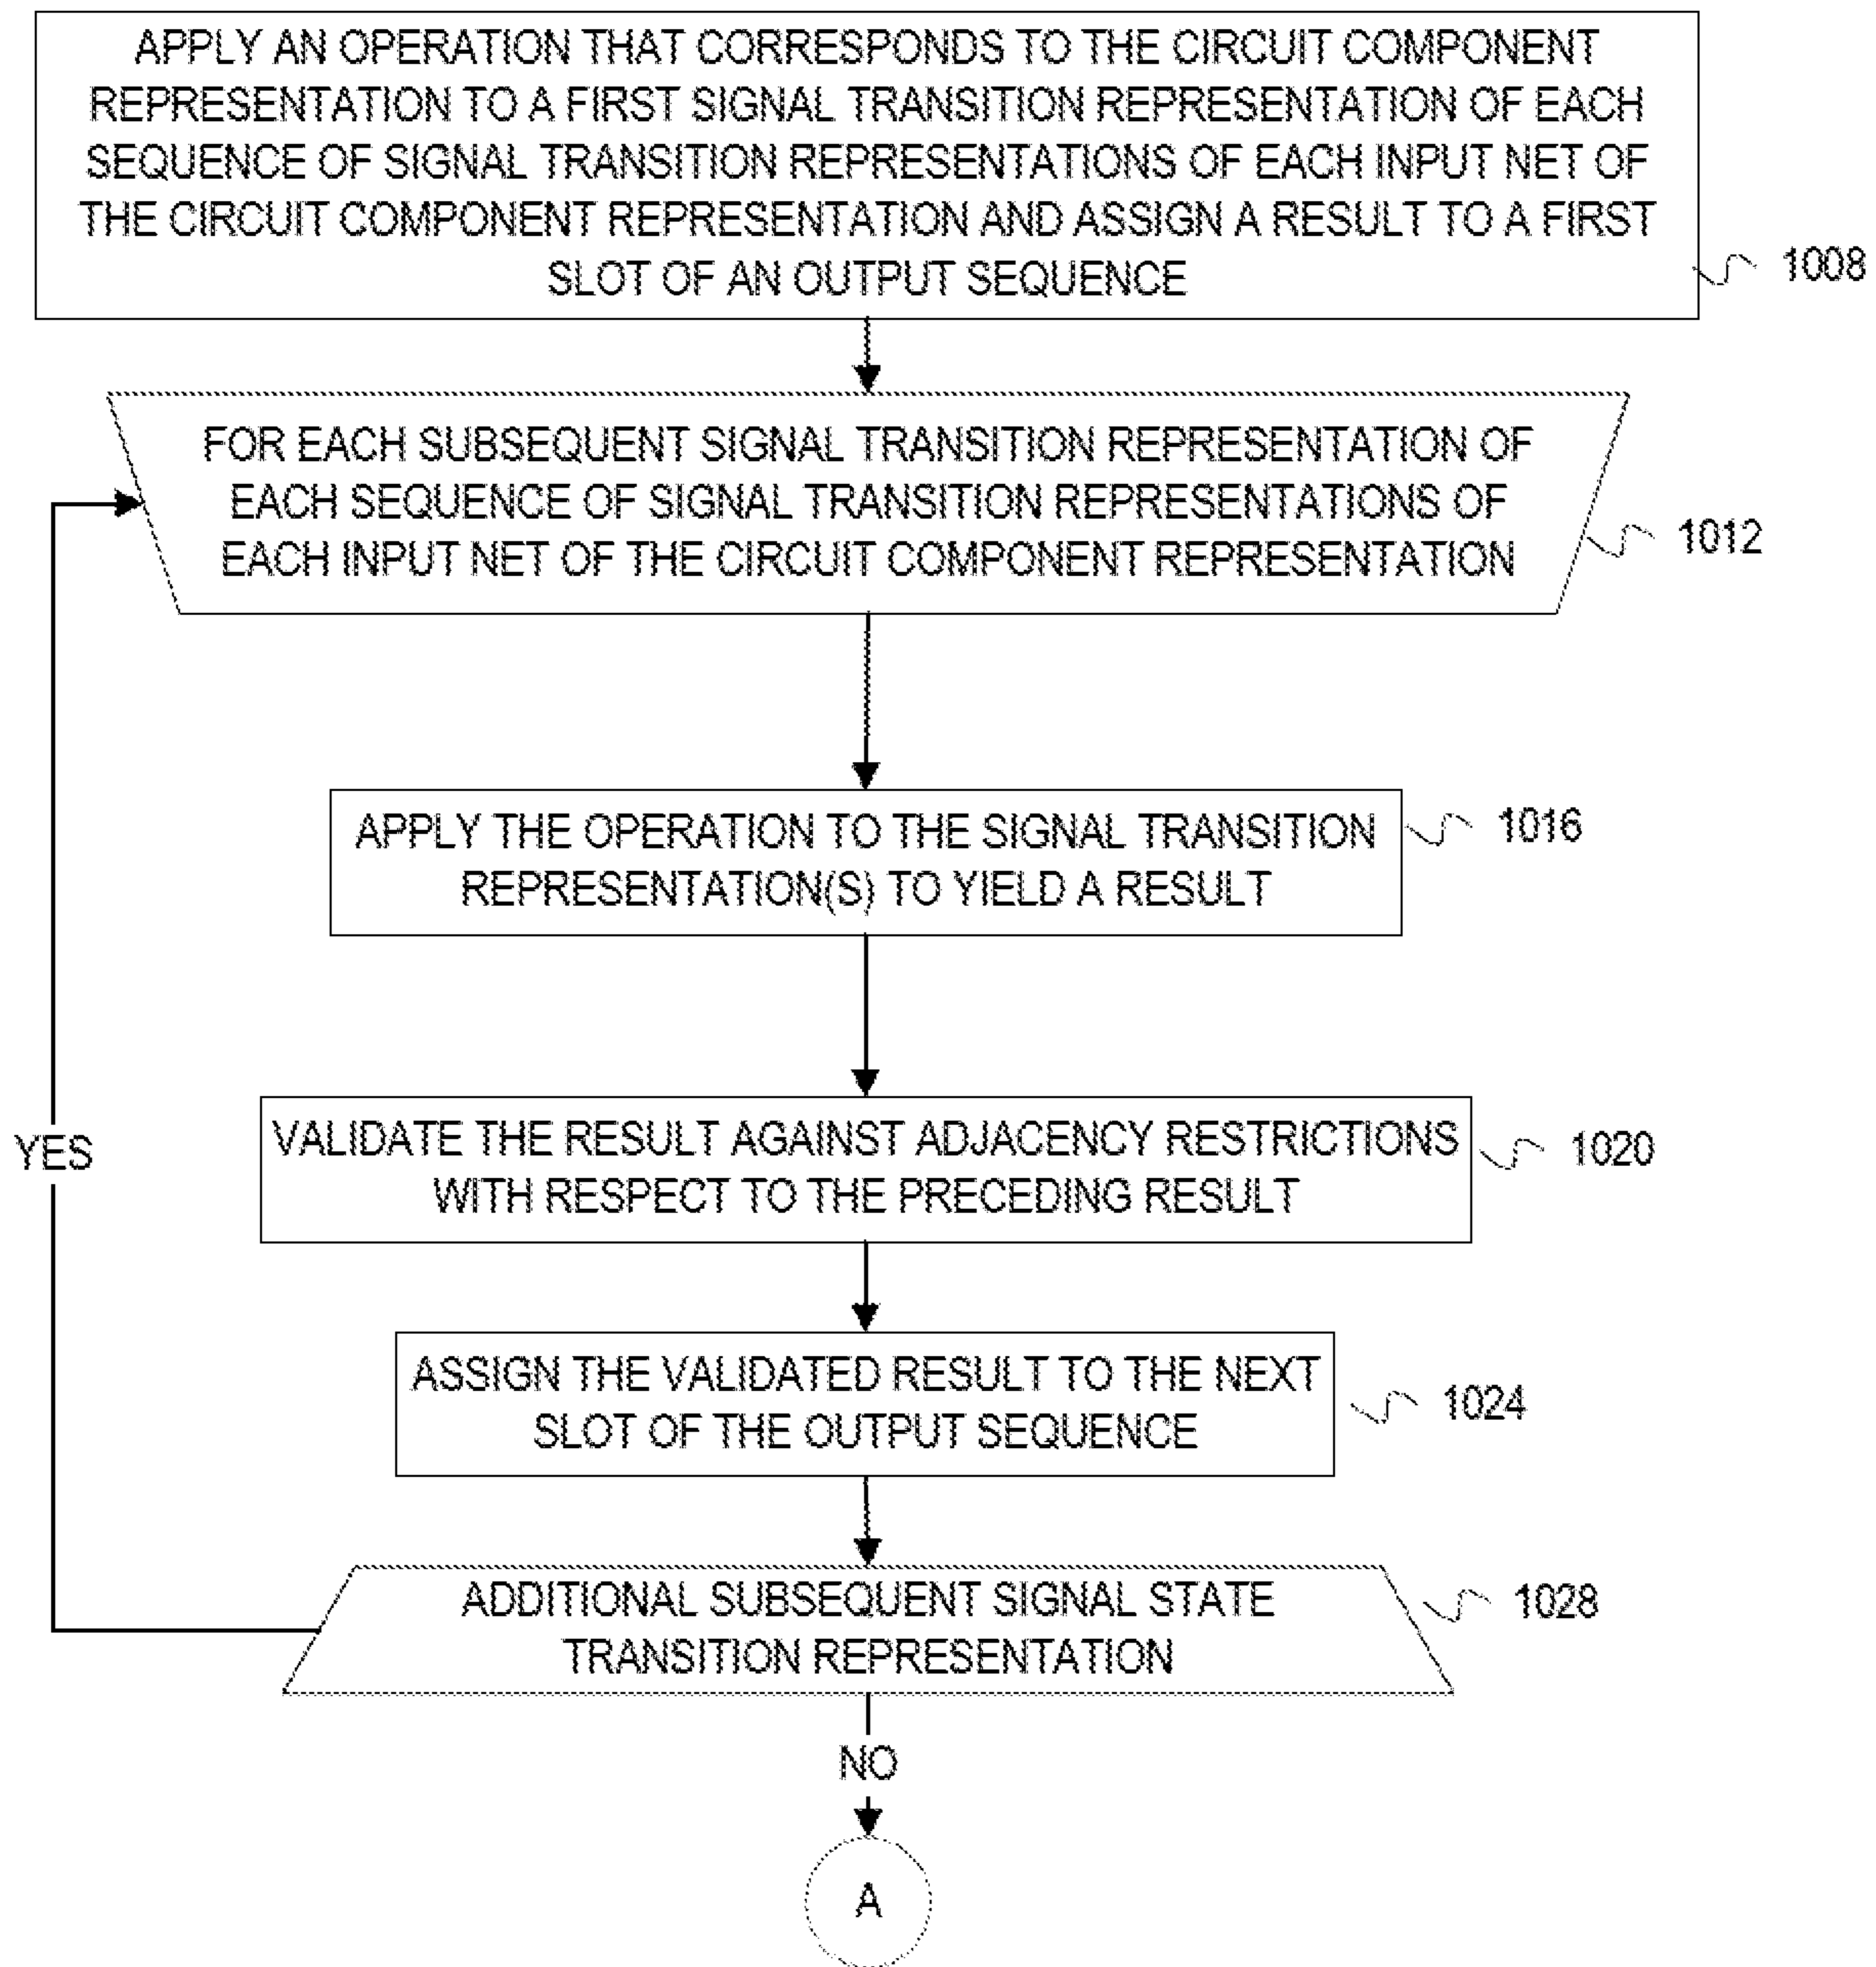 APPLY AN OPERATION THAT CORRESPONDS TO THE CIRCUIT COMPONENT
REPRESENTATION TO A FIRST SIGNAL TRANSITION REPRESENTATION OF EACH
SEQUENCE OF SIGNAL TRANSITION REPRESENTATIONS OF EACH INPUT NET OF
THE CIRCUIT COMPONENT REPRESENTATION AND ASSIGN A RESULT TO A FIRST
SLOT OF AN OUTPUT SEQUENCE
1008
FOR EACH SUBSEQUENT SIGNAL TRANSITION REPRESENTATION OF
EACH SEQUENCE OF SIGNAL TRANSITION REPRESENTATIONS OF
EACH INPUT NET OF THE CIRCUIT COMPONENT REPRESENTATION
1012
APPLY THE OPERATION TO THE SIGNAL TRANSITION
REPRESENTATION(S) TO YIELD A RESULT
1016
VALIDATE THE RESULT AGAINST ADJACENCY RESTRICTIONS
WITH RESPECT TO THE PRECEDING RESULT
1020
YES
ASSIGN THE VALIDATED RESULT TO THE NEXT
SLOT OF THE OUTPUT SEQUENCE
1024
ADDITIONAL SUBSEQUENT SIGNAL STATE
TRANSITION REPRESENTATION
1028
NO
A